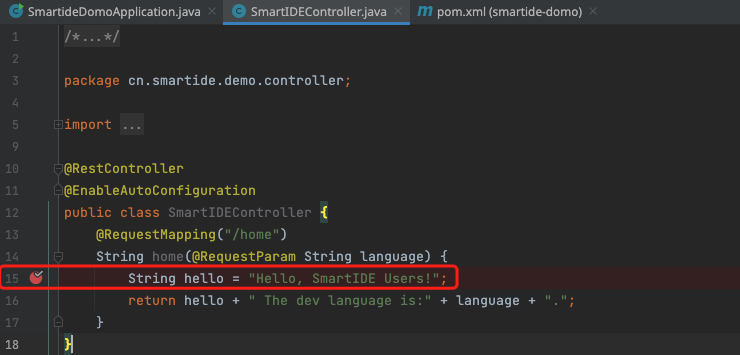 SmartideDomoApplication.java SmartIDEController.java pom.xml (smartide-domo)
1 /*...*/
2
3 package cn.smartide.demo.controller;
4
5 import ...
9
10 @RestController
11 @EnableAutoConfiguration
12 public class SmartIDEController {
13 @RequestMapping("/home")
14 String home(@RequestParam String language) {
15 String hello = "Hello, SmartIDE Users!";
16 return hello + " The dev language is:" + language + ".";
17 }
18 }